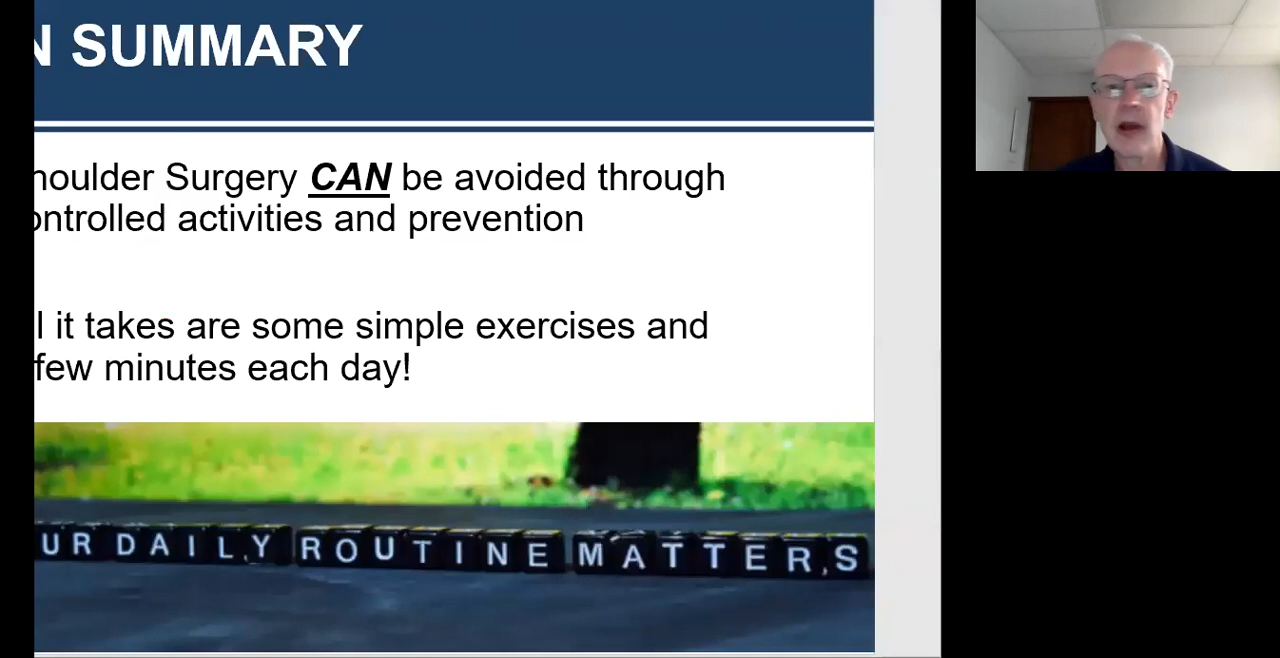 N SUMMARY
houlder Surgery CAN be avoided through
ontrolled activities and prevention
l it takes are some simple exercises and
few minutes each day!
UR DAILY ROUTINE MATTERS